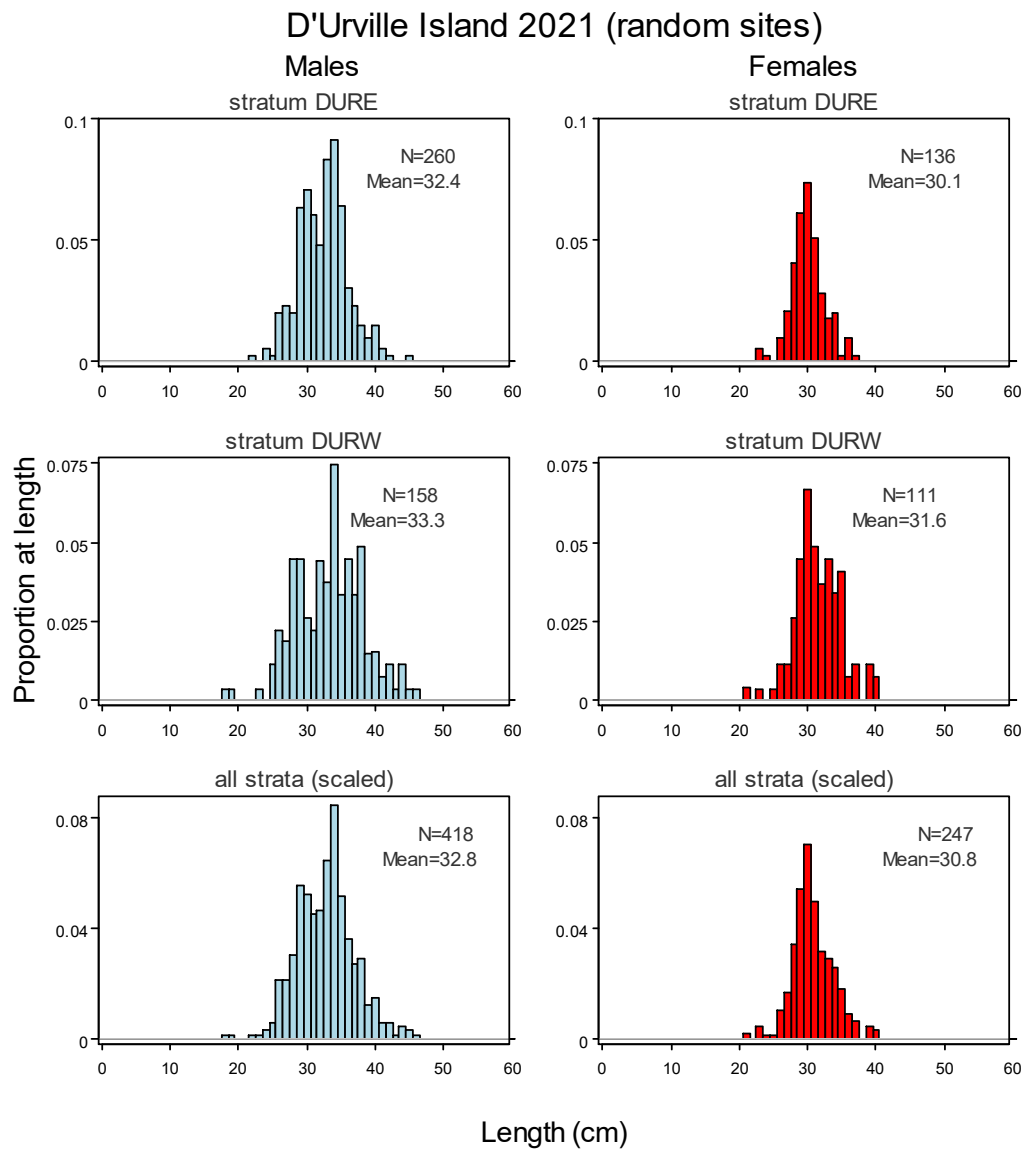 D'Urville Island 2021 (random sites)
Males
Females
stratum DURE
stratum DURE
0.1
0.05
0
N=260
Mean=32.4
0 10 20 30 40 50 60
0.1
0.05
0
N=136
Mean=30.1
0 10 20 30 40 50 60
stratum DURW
stratum DURW
Proportion at length
0.075
0.05
0.025
0
N=158
Mean=33.3
0 10 20 30 40 50 60
0.075
0.05
0.025
0
N=111
Mean=31.6
0 10 20 30 40 50 60
all strata (scaled)
all strata (scaled)
0.08
0.04
0
N=418
Mean=32.8
0 10 20 30 40 50 60
0.08
0.04
0
N=247
Mean=30.8
0 10 20 30 40 50 60
Length (cm)